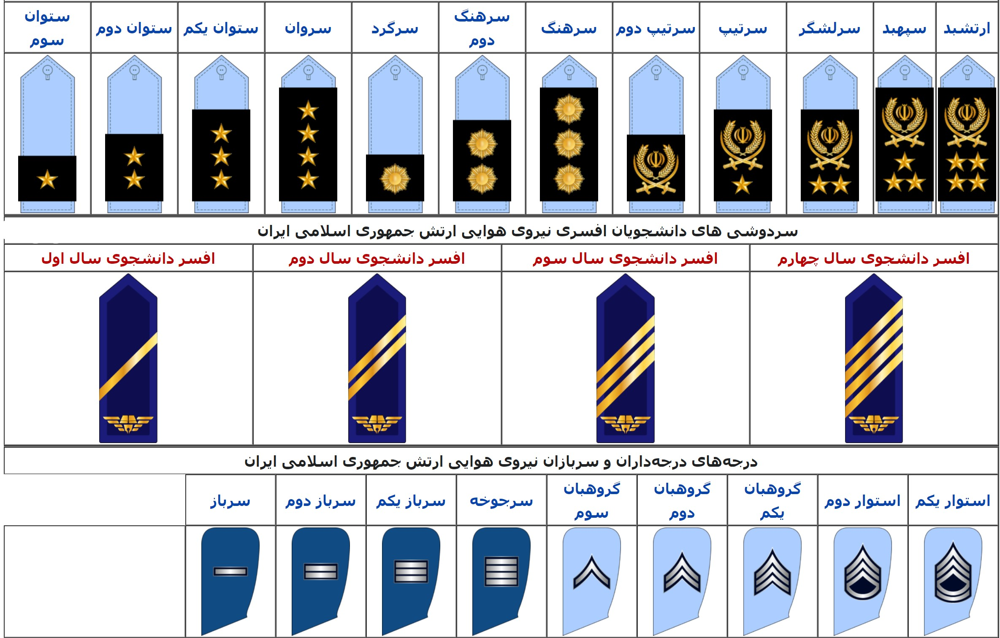 ارتشبد
سپهبد
سرلشگر
سرتیپ
سرتیپ دوم
سرهنگ
سرهنگ
دوم
سرگرد
سروان
ستوان یکم
ستوان دوم
ستوان
سوم
سردوشی های دانشجویان افسری نیروی هوایی ارتش جمهوری اسلامی ایران
افسر دانشجوی سال چهارم
افسر دانشجوی سال سوم
افسر دانشجوی سال دوم
افسر دانشجوی سال اول
درجه‌های درجه‌داران و سربازان نیروی هوایی ارتش جمهوری اسلامی ایران
استوار یکم
استوار دوم
گروهبان
یکم
گروهبان
دوم
گروهبان
سوم
سرجوخه
سرباز یکم
سرباز دوم
سرباز